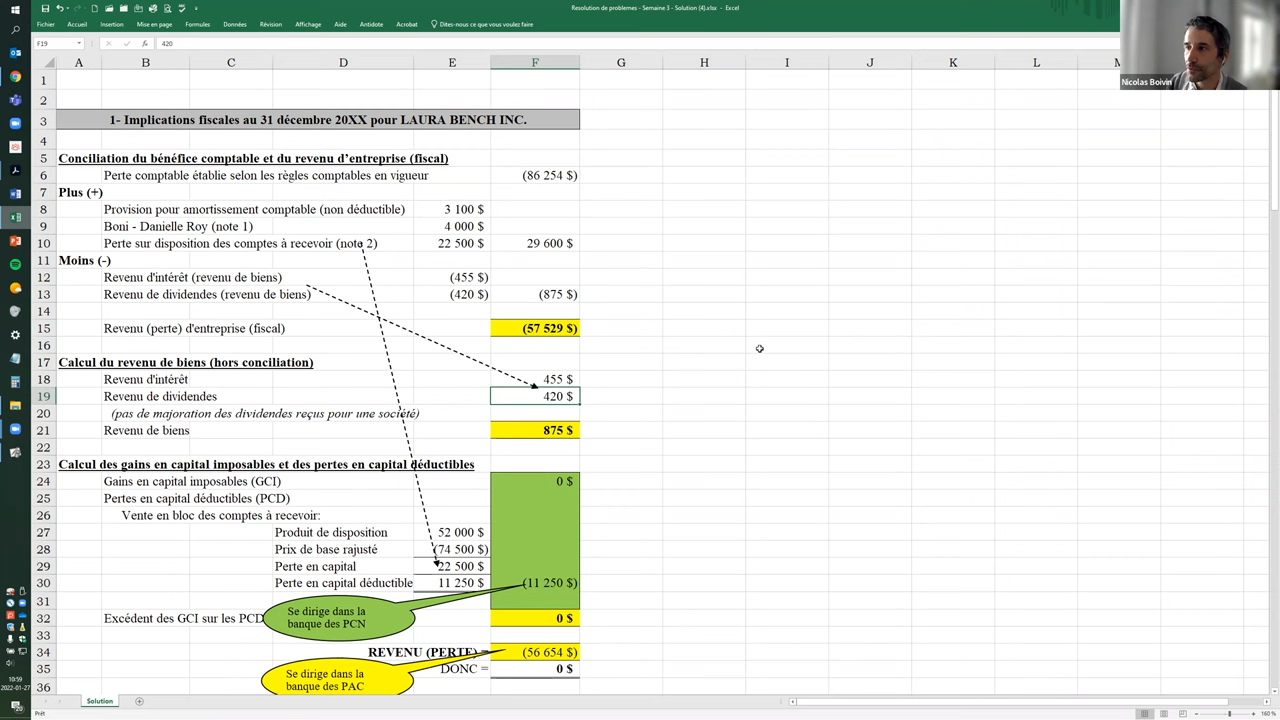 Resolution de problemes - Semaine 3 - Solution (4).xlsx - Excel
Fichier Accueil Insertion Mise en page Formules Données Révision Affichage Aide Antidote Acrobat Dites-nous ce que vous voulez faire
F19 fx 420
Nicolas Boivin
A B C D E F G H I J K L M
1
2
3 1- Implications fiscales au 31 décembre 20XX pour LAURA BENCH INC.
4
5 Conciliation du bénéfice comptable et du revenu d'entreprise (fiscal)
6 Perte comptable établie selon les règles comptables en vigueur (86 254 $)
7 Plus (+)
8 Provision pour amortissement comptable (non déductible) 3 100 $
9 Boni - Danielle Roy (note 1) 4 000 $
10 Perte sur disposition des comptes à recevoir (note 2) 22 500 $ 29 600 $
11 Moins (-)
12 Revenu d'intérêt (revenu de biens) (455 $)
13 Revenu de dividendes (revenu de biens) (420 $) (875 $)
14
15 Revenu (perte) d'entreprise (fiscal) (57 529 $)
16
17 Calcul du revenu de biens (hors conciliation)
18 Revenu d'intérêt 455 $
19 Revenu de dividendes 420 $
20 (pas de majoration des dividendes reçus pour une société)
21 Revenu de biens 875 $
22
23 Calcul des gains en capital imposables et des pertes en capital déductibles
24 Gains en capital imposables (GCI) 0 $
25 Pertes en capital déductibles (PCD)
26 Vente en bloc des comptes à recevoir:
27 Produit de disposition 52 000 $
28 Prix de base rajusté (74 500 $)
29 Perte en capital 22 500 $
30 Perte en capital déductible 11 250 $ (11 250 $)
31
Se dirige dans la
banque des PCN
32 Excédent des GCI sur les PCD 0 $
33
34 REVENU (PERTE) = (56 654 $)
35 DONC = 0 $
Se dirige dans la
banque des PAC
36
10:59
2022-01-27
Solution
Prêt
160 %